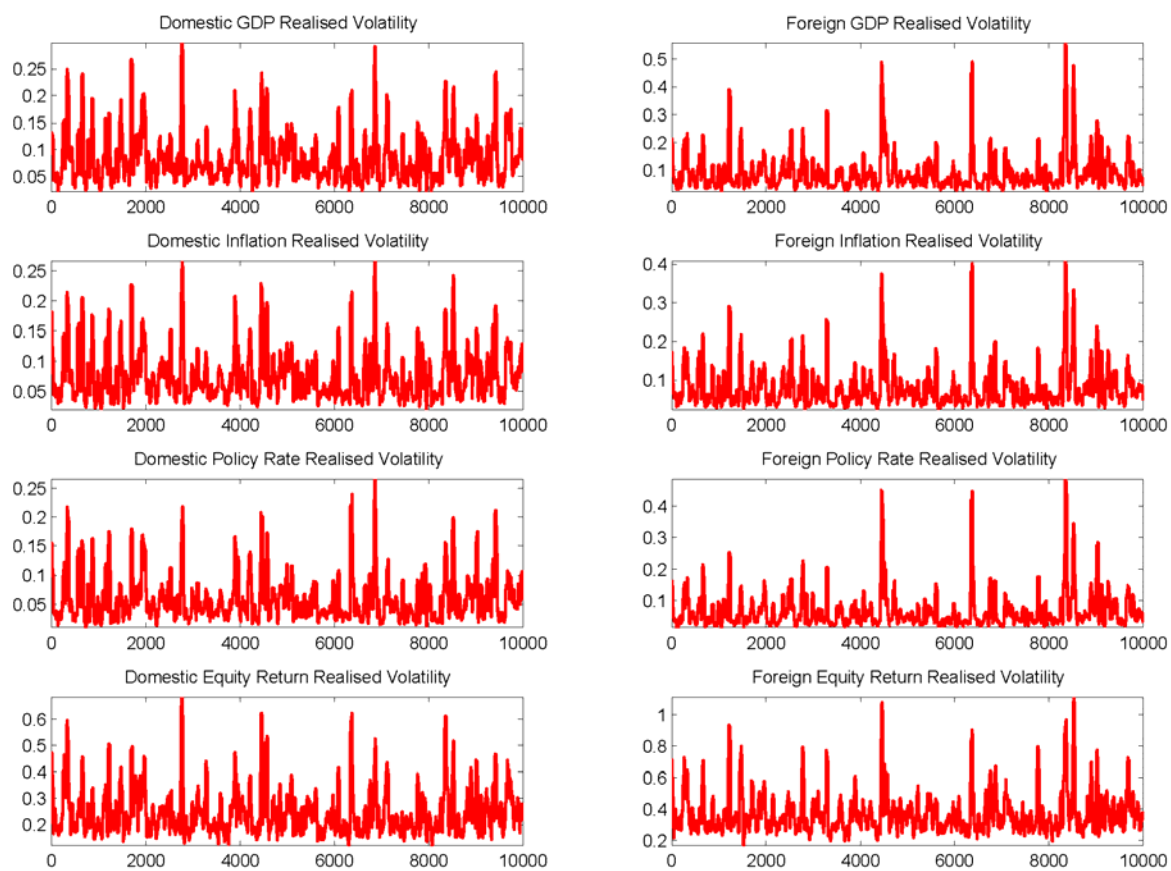 Domestic GDP Realised Volatility
0.25
0.2
0.15
0.1
0.05
0 2000 4000 6000 8000 10000
Foreign GDP Realised Volatility
0.5
0.4
0.3
0.2
0.1
0 2000 4000 6000 8000 10000
Domestic Inflation Realised Volatility
0.25
0.2
0.15
0.1
0.05
0 2000 4000 6000 8000 10000
Foreign Inflation Realised Volatility
0.4
0.3
0.2
0.1
0 2000 4000 6000 8000 10000
Domestic Policy Rate Realised Volatility
0.25
0.2
0.15
0.1
0.05
0 2000 4000 6000 8000 10000
Foreign Policy Rate Realised Volatility
0.4
0.3
0.2
0.1
0 2000 4000 6000 8000 10000
Domestic Equity Return Realised Volatility
0.6
0.5
0.4
0.3
0.2
0 2000 4000 6000 8000 10000
Foreign Equity Return Realised Volatility
1
0.8
0.6
0.4
0.2
0 2000 4000 6000 8000 10000